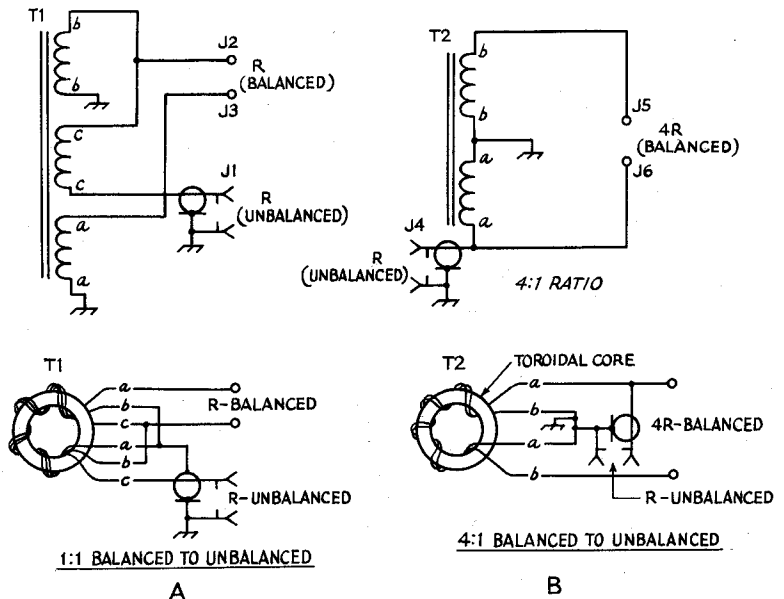 T1
b
b
J2
R
(BALANCED)
J3
c
c
J1
R
(UNBALANCED)
a
a
T2
b
b
a
a
J5
4R
(BALANCED)
J6
J4
R
(UNBALANCED)
4:1 RATIO
T1
a
b
c
a
b
c
R-BALANCED
R-UNBALANCED
1:1 BALANCED TO UNBALANCED
A
T2
TOROIDAL CORE
a
b
a
b
4R-BALANCED
R-UNBALANCED
4:1 BALANCED TO UNBALANCED
B